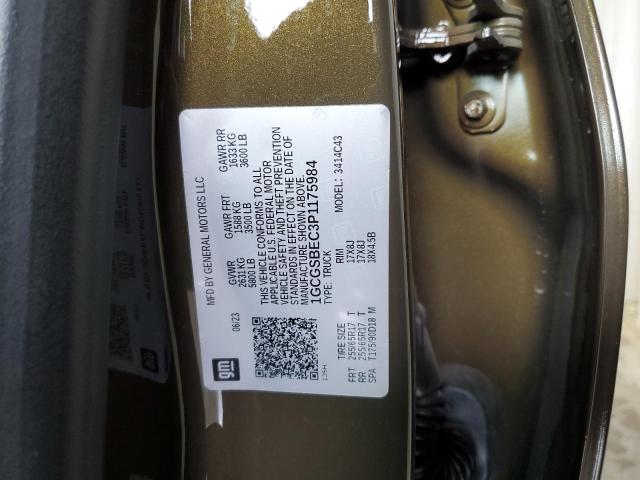 MFD BY GENERAL MOTORS LLC
06/23
GVWR GAWR FRT GAWR RR
2631 KG 1588 KG 1633 KG
5800 LB 3500 LB 3600 LB
THIS VEHICLE CONFORMS TO ALL
APPLICABLE U.S. FEDERAL MOTOR
VEHICLE SAFETY AND THEFT PREVENTION
STANDARDS IN EFFECT ON THE DATE OF
MANUFACTURE SHOWN ABOVE.
1GCGSBEC3P1175984
TYPE: TRUCK MODEL: 3414C43
gm
135H
TIRE SIZE RIM
FRT 255/65R17 T 17X8J
RR 255/65R17 T 17X8J
SPA T175/90D18 M 18X4.5B